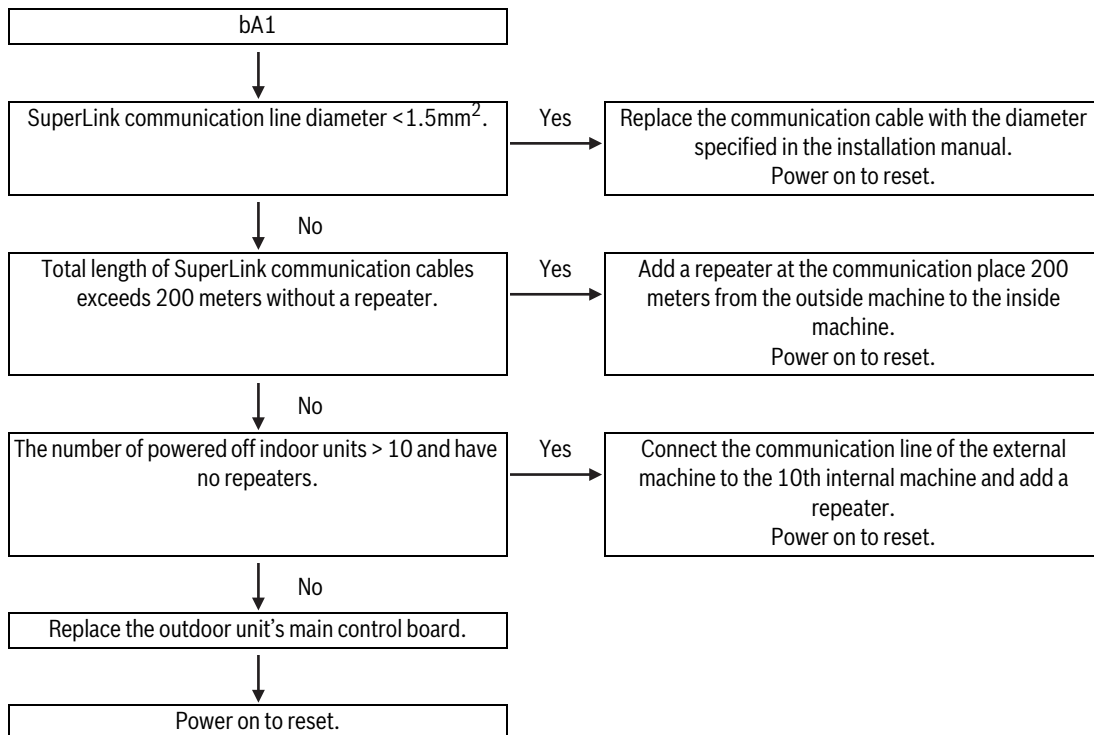 bA1
SuperLink communication line diameter <1.5mm².
Yes
Replace the communication cable with the diameter
specified in the installation manual.
Power on to reset.
No
Total length of SuperLink communication cables
exceeds 200 meters without a repeater.
Yes
Add a repeater at the communication place 200
meters from the outside machine to the inside
machine.
Power on to reset.
No
The number of powered off indoor units > 10 and have
no repeaters.
Yes
Connect the communication line of the external
machine to the 10th internal machine and add a
repeater.
Power on to reset.
No
Replace the outdoor unit's main control board.
Power on to reset.